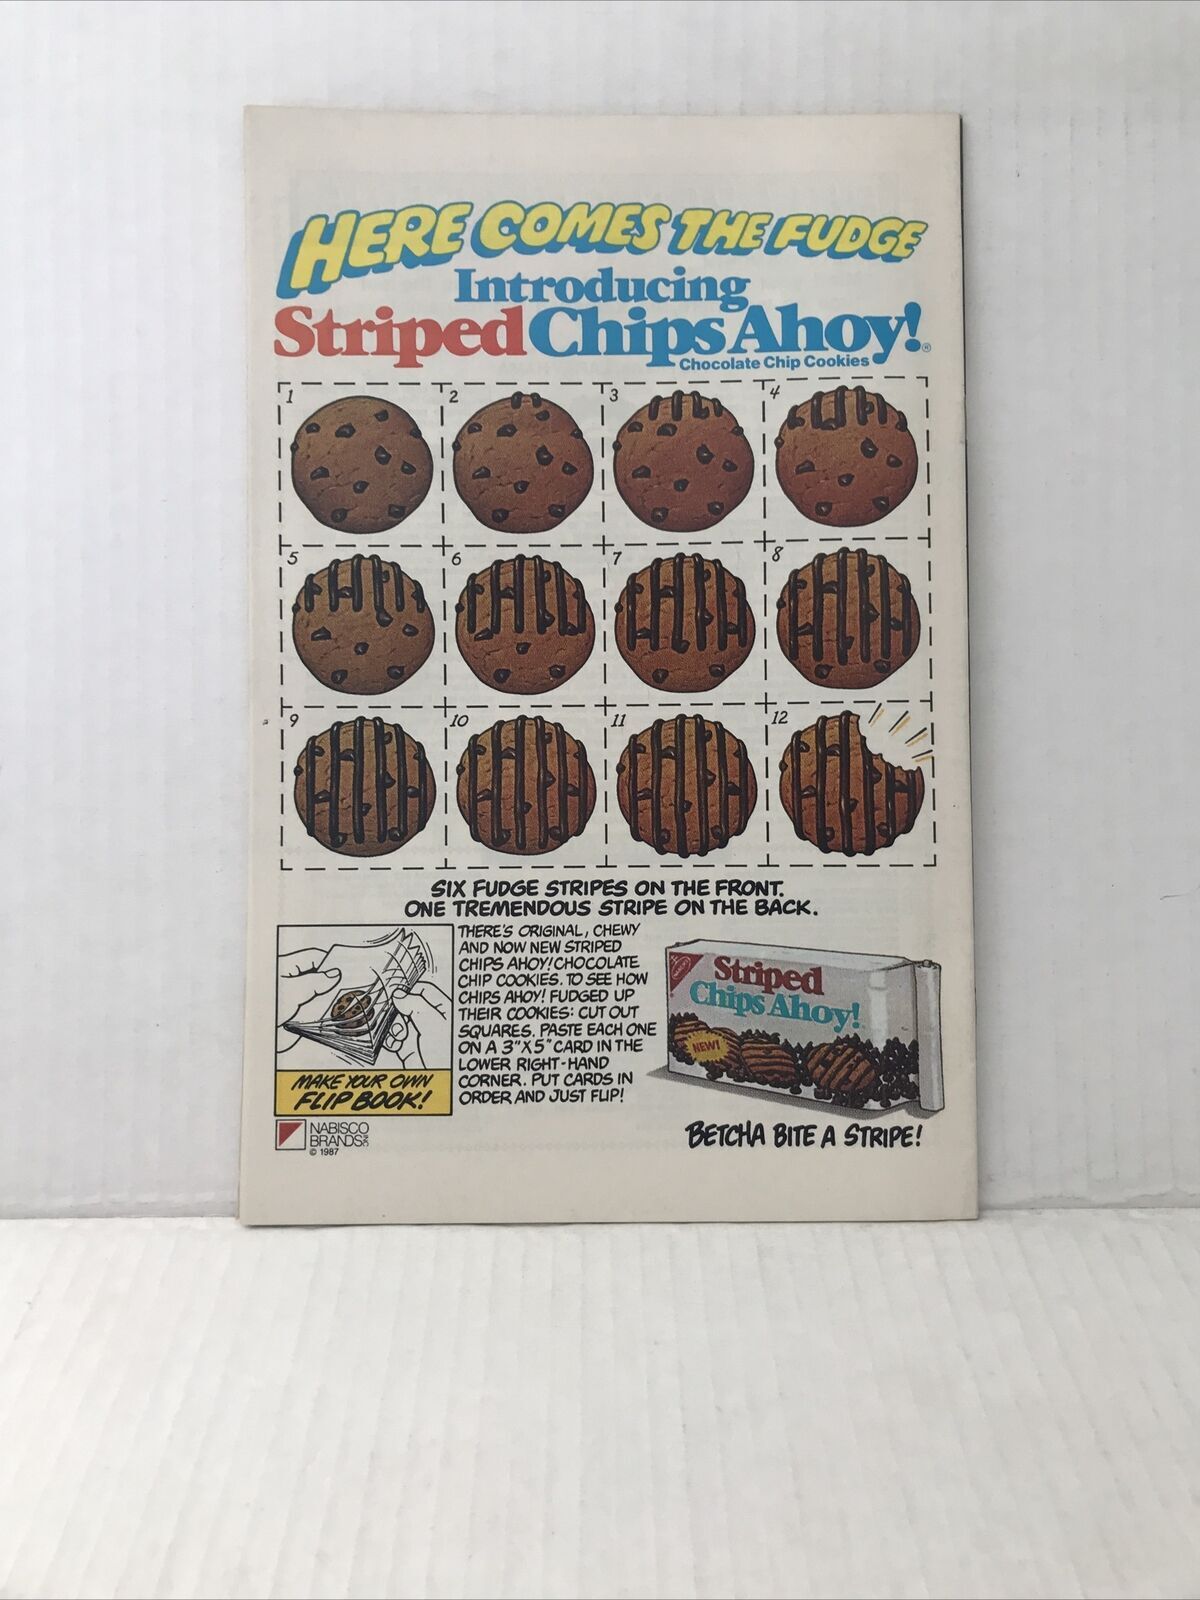 HERE COMES THE FUDGE
Introducing
Striped Chips Ahoy!®
Chocolate Chip Cookies
1 2 3 4
5 6 7 8
9 10 11 12
SIX FUDGE STRIPES ON THE FRONT.
ONE TREMENDOUS STRIPE ON THE BACK.
THERE'S ORIGINAL, CHEWY
AND NOW NEW STRIPED
CHIPS AHOY! CHOCOLATE
CHIP COOKIES. TO SEE HOW
CHIPS AHOY! FUDGED UP
THEIR COOKIES: CUT OUT
SQUARES. PASTE EACH ONE
ON A 3"X5" CARD IN THE
LOWER RIGHT-HAND
CORNER. PUT CARDS IN
ORDER AND JUST FLIP!
MAKE YOUR OWN
FLIP BOOK!
NABISCO
Striped
Chips Ahoy!
NEW!
BETCHA BITE A STRIPE!
NABISCO
BRANDS INC
© 1987